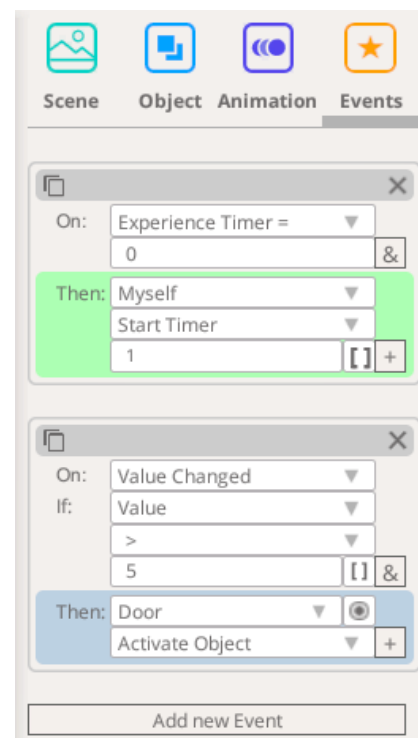 Scene Object Animation Events
On: Experience Timer =
0 &
Then: Myself
Start Timer
1 [ ] +
On: Value Changed
If: Value
>
5 [ ] &
Then: Door
Activate Object +
Add new Event